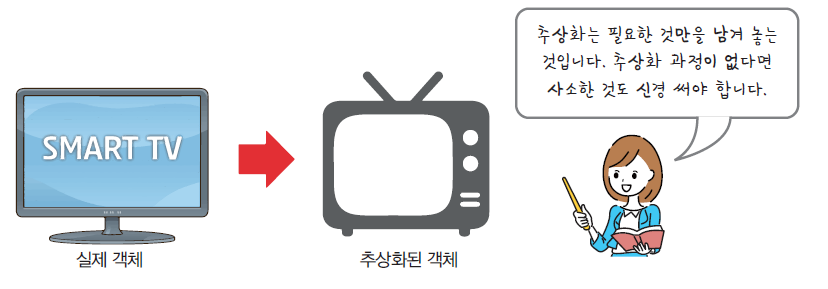 추상화는 필요한 것만을 남겨 놓는
것입니다. 추상화 과정이 없다면
사소한 것도 신경 써야 합니다.
SMART TV
실제 객체
추상화된 객체